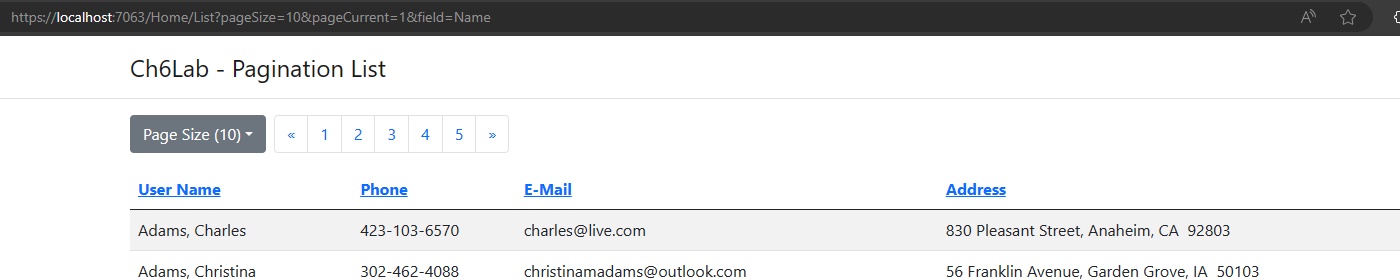 https://localhost:7063/Home/List?pageSize=10&pageCurrent=1&field=Name
Ch6Lab - Pagination List
Page Size (10) « 1 2 3 4 5 »
User Name Phone E-Mail Address
Adams, Charles 423-103-6570 charles@live.com 830 Pleasant Street, Anaheim, CA 92803
Adams, Christina 302-462-4088 christinamadams@outlook.com 56 Franklin Avenue, Garden Grove, IA 50103